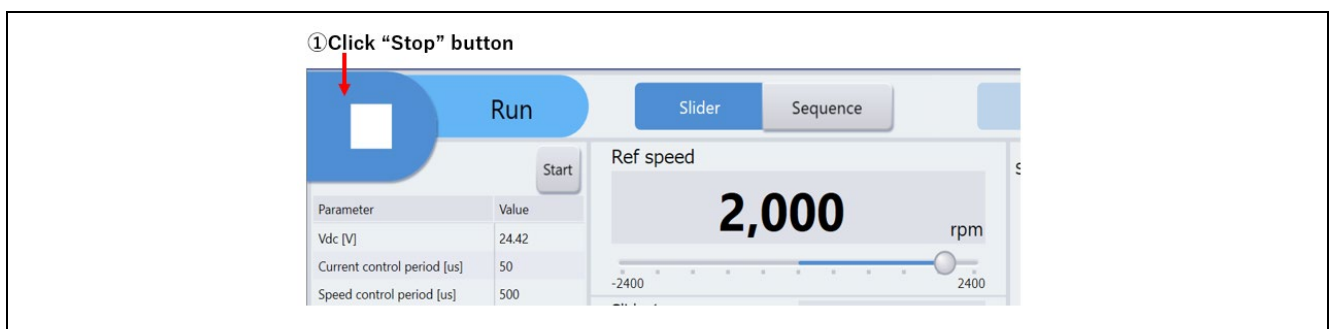 ①Click “Stop” button
Run
Slider
Sequence
Start
Ref speed
2,000
rpm
Parameter
Value
Vdc [V]
24.42
Current control period [us]
50
Speed control period [us]
500
-2400
2400